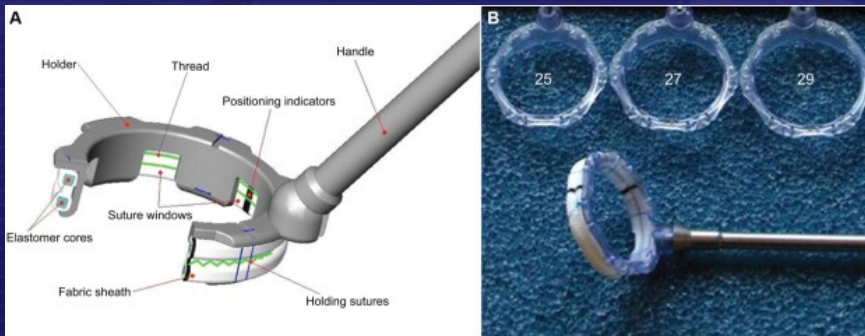 A
Holder
Thread
Handle
Positioning indicators
Suture windows
Elastomer cores
Fabric sheath
Holding sutures
B
25
27
29